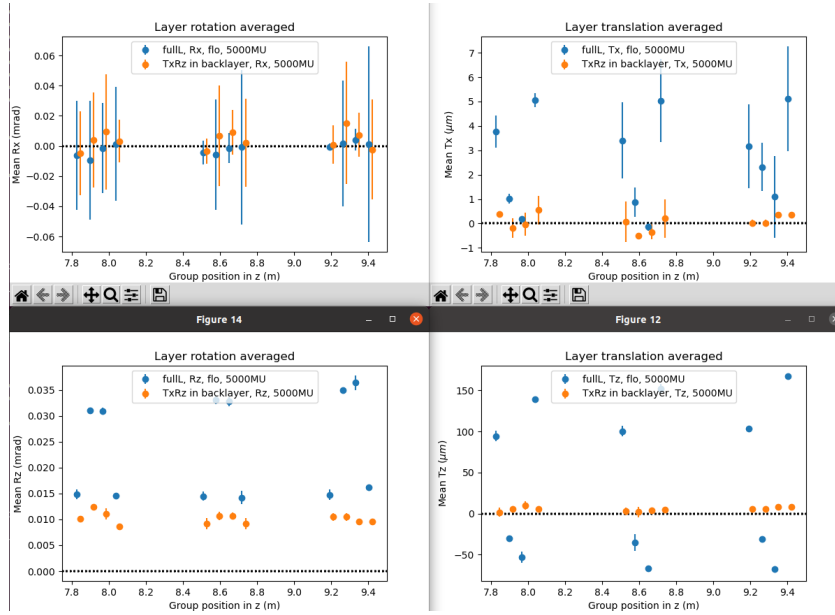 Layer rotation averaged
fullL, Rx, flo, 5000MU
TxRz in backlayer, Rx, 5000MU
Mean Rx (mrad)
0.06
0.04
0.02
0.00
−0.02
−0.04
−0.06
7.8 8.0 8.2 8.4 8.6 8.8 9.0 9.2 9.4
Group position in z (m)
Layer translation averaged
fullL, Tx, flo, 5000MU
TxRz in backlayer, Tx, 5000MU
Mean Tx (μm)
7
6
5
4
3
2
1
0
−1
7.8 8.0 8.2 8.4 8.6 8.8 9.0 9.2 9.4
Group position in z (m)
Figure 14
Layer rotation averaged
fullL, Rz, flo, 5000MU
TxRz in backlayer, Rz, 5000MU
Mean Rz (mrad)
0.035
0.030
0.025
0.020
0.015
0.010
0.005
0.000
7.8 8.0 8.2 8.4 8.6 8.8 9.0 9.2 9.4
Group position in z (m)
Figure 12
Layer translation averaged
fullL, Tz, flo, 5000MU
TxRz in backlayer, Tz, 5000MU
Mean Tz (μm)
150
100
50
0
−50
7.8 8.0 8.2 8.4 8.6 8.8 9.0 9.2 9.4
Group position in z (m)